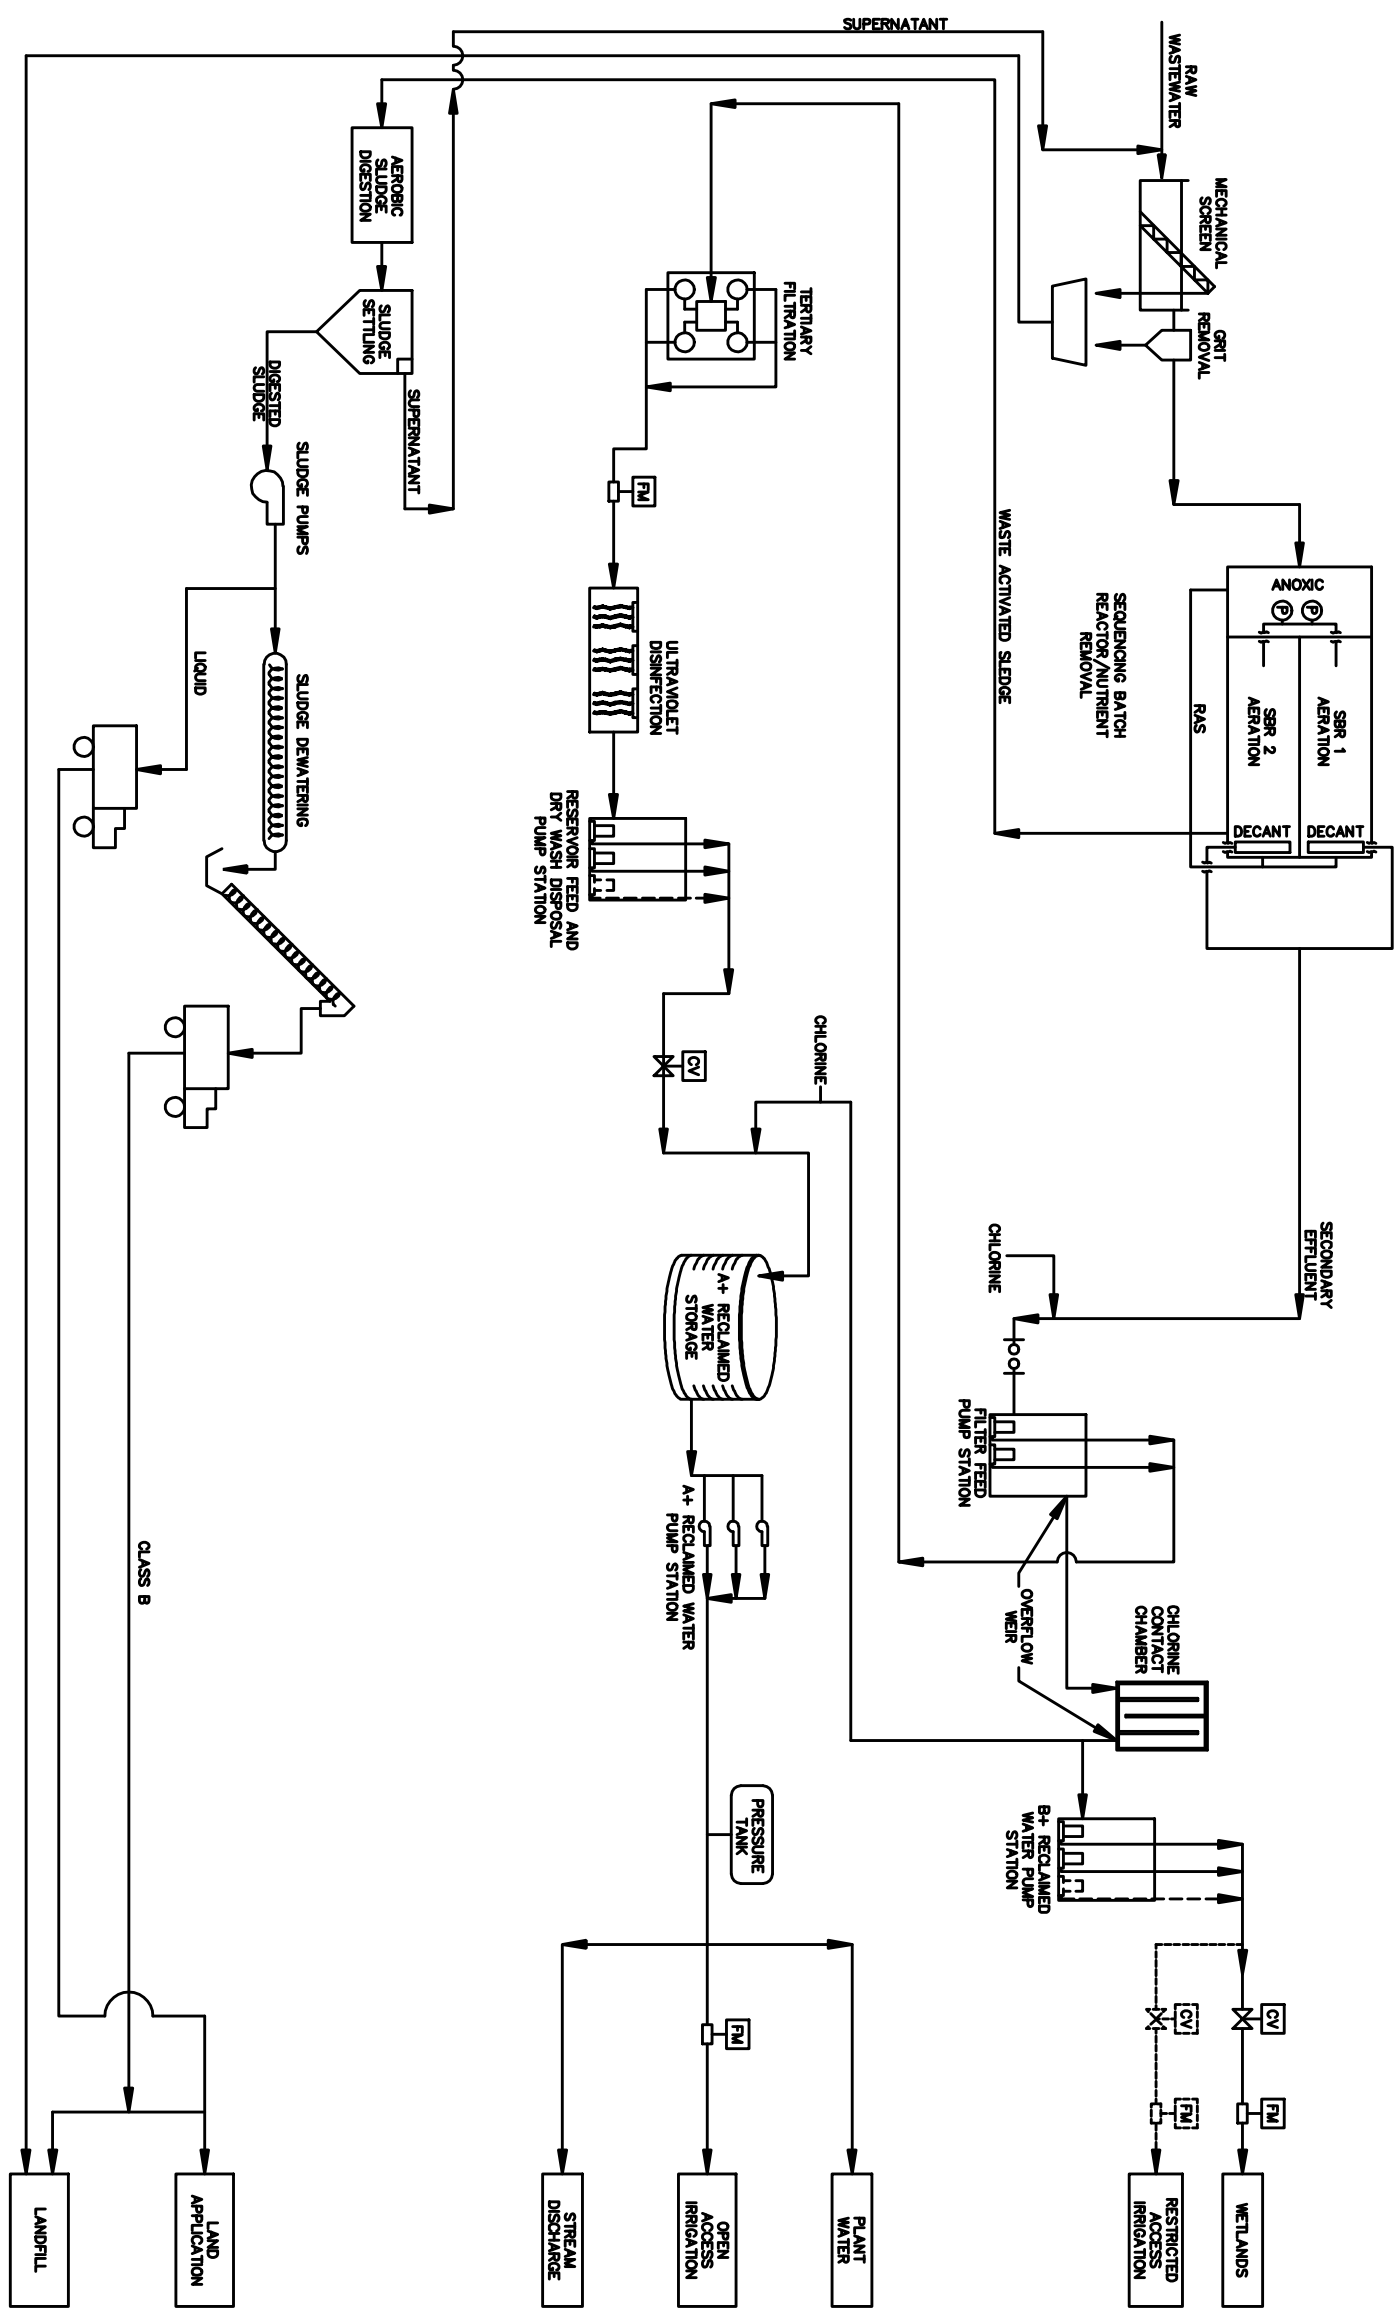 RAW
WASTEWATER
MECHANICAL
SCREEN
GRIT
REMOVAL
ANOXIC
P
P
SBR 1
AERATION
SBR 2
AERATION
DECANT
DECANT
RAS
SEQUENCING BATCH
REACTOR/NUTRIENT
REMOVAL
SECONDARY
EFFLUENT
CHLORINE
FILTER FEED
PUMP STATION
OVERFLOW
WEIR
CHLORINE
CONTACT
CHAMBER
B+ RECLAIMED
WATER PUMP
STATION
CV
FM
CV
FM
WETLANDS
RESTRICTED
ACCESS
IRRIGATION
SUPERNATANT
WASTE ACTIVATED SLEDGE
TERTIARY
FILTRATION
FM
ULTRAVIOLET
DISINFECTION
RESERVOIR FEED AND
DRY WASH DISPOSAL
PUMP STATION
CV
CHLORINE
A+ RECLAIMED
WATER
STORAGE
A+ RECLAIMED WATER
PUMP STATION
PRESSURE
TANK
FM
PLANT
WATER
OPEN
ACCESS
IRRIGATION
STREAM
DISCHARGE
AEROBIC
SLUDGE
DIGESTION
SLUDGE
SETTLING
SUPERNATANT
DIGESTED
SLUDGE
SLUDGE PUMPS
LIQUID
SLUDGE DEWATERING
CLASS B
LAND
APPLICATION
LANDFILL